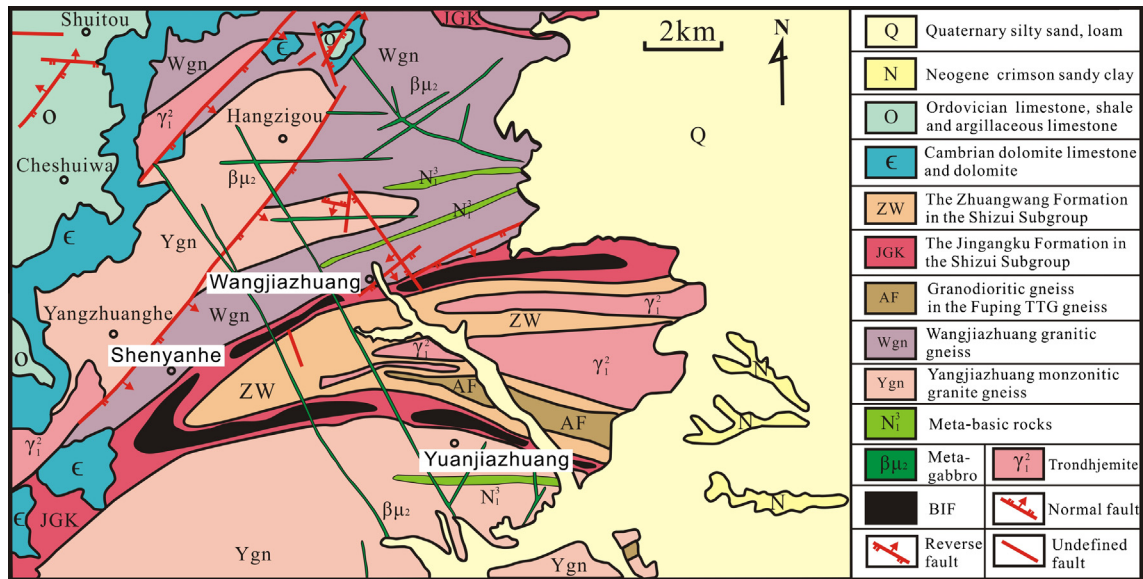 Shuitou
JGK
2km
N
Є
O
Wgn
Wgn
βμ₂
γ₁²
Hangzigou
O
Cheshuiwa
Q
βμ₂
N₁³
N₁³
Є
Ygn
Wangjiazhuang
Yangzhuanghe
Wgn
γ₁²
ZW
Shenyanhe
O
γ₁²
γ₁²
N
ZW
AF
AF
N
γ₁²
Є
Yuanjiazhuang
N₁³
N
Є
JGK
βμ₂
Ygn
Ygn
Q Quaternary silty sand, loam
N Neogene crimson sandy clay
O Ordovician limestone, shale
and argillaceous limestone
Є Cambrian dolomite limestone
and dolomite
ZW The Zhuangwang Formation
in the Shizui Subgroup
JGK The Jingangku Formation in
the Shizui Subgroup
AF Granodioritic gneiss
in the Fuping TTG gneiss
Wgn Wangjiazhuang granitic
gneiss
Ygn Yangjiazhuang monzonitic
granite gneiss
N₁³ Meta-basic rocks
βμ₂ Meta-
gabbro
γ₁² Trondhjemite
BIF
Normal fault
Reverse
fault
Undefined
fault